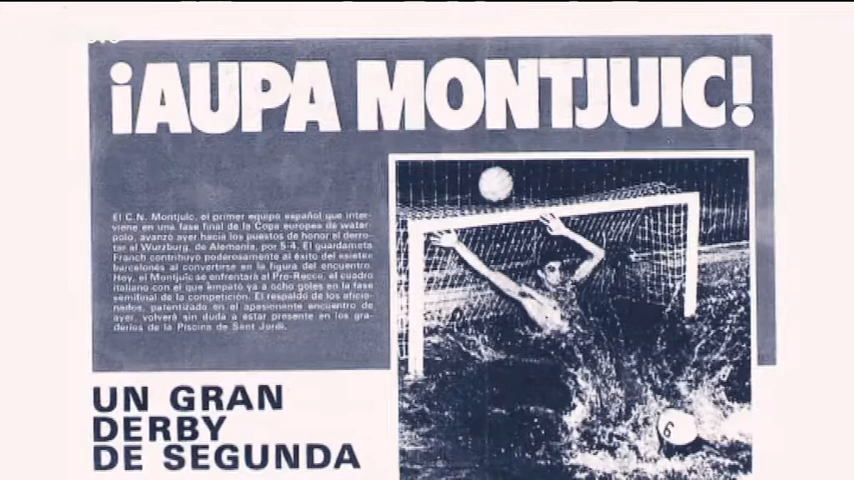 ¡AUPA MONTJUIC!
El C.N. Montjuic, el primer equipo español que inter-
viene en una fase final de la Copa europea de water-
polo, avanzó ayer hacia los puestos de honor al derro-
tar al Wurzburg, de Alemania, por 5-4. El guardameta
Franch contribuyó poderosamente al éxito del «siete»
barcelonés al convertirse en la figura del encuentro.
Hoy, el Montjuic se enfrentará al Pro-Recco, el cuadro
italiano con el que empató ya a ocho goles en la fase
semifinal de la competición. El respaldo de los aficio-
nados, patentizado en el apasionante encuentro de
ayer, volverá sin duda a estar presente en los gra-
deríos de la Piscina de Sant Jordi.
6
UN GRAN
DERBY
DE SEGUNDA